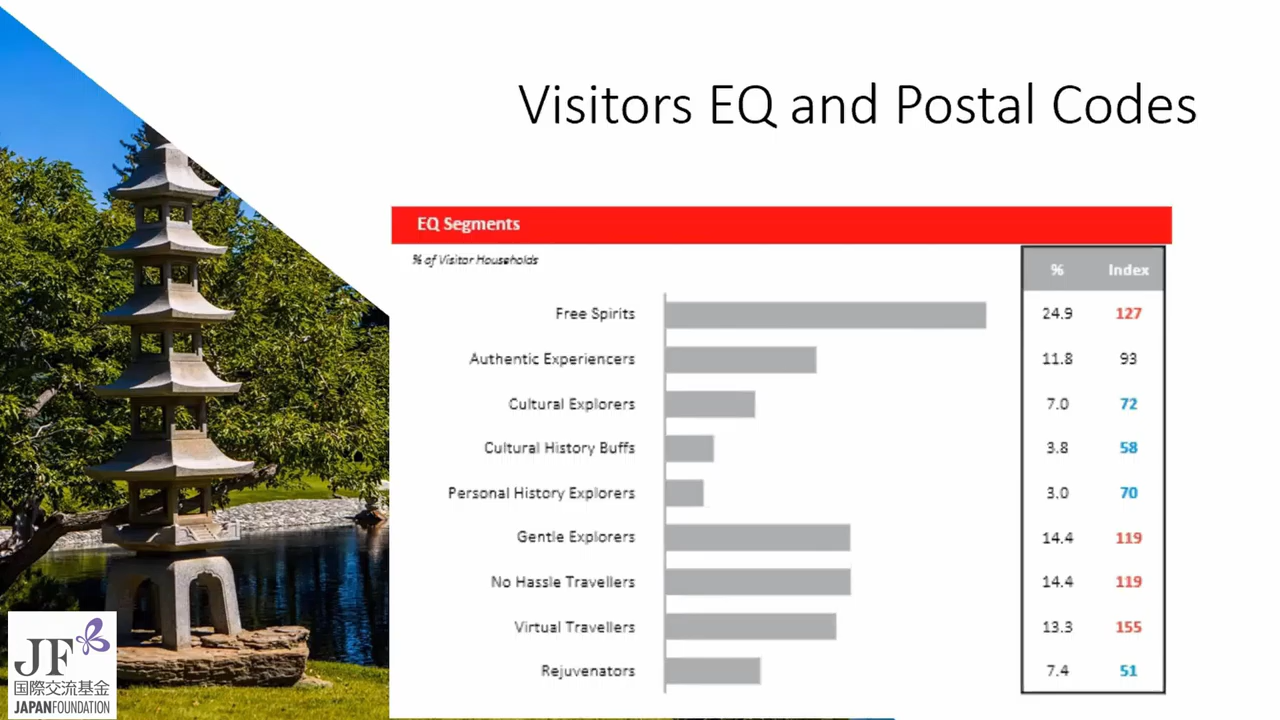 Visitors EQ and Postal Codes
EQ Segments
% of Visitor Households
% Index
Free Spirits 24.9 127
Authentic Experiencers 11.8 93
Cultural Explorers 7.0 72
Cultural History Buffs 3.8 58
Personal History Explorers 3.0 70
Gentle Explorers 14.4 119
No Hassle Travellers 14.4 119
Virtual Travellers 13.3 155
Rejuvenators 7.4 51
JF
国際交流基金
JAPANFOUNDATION